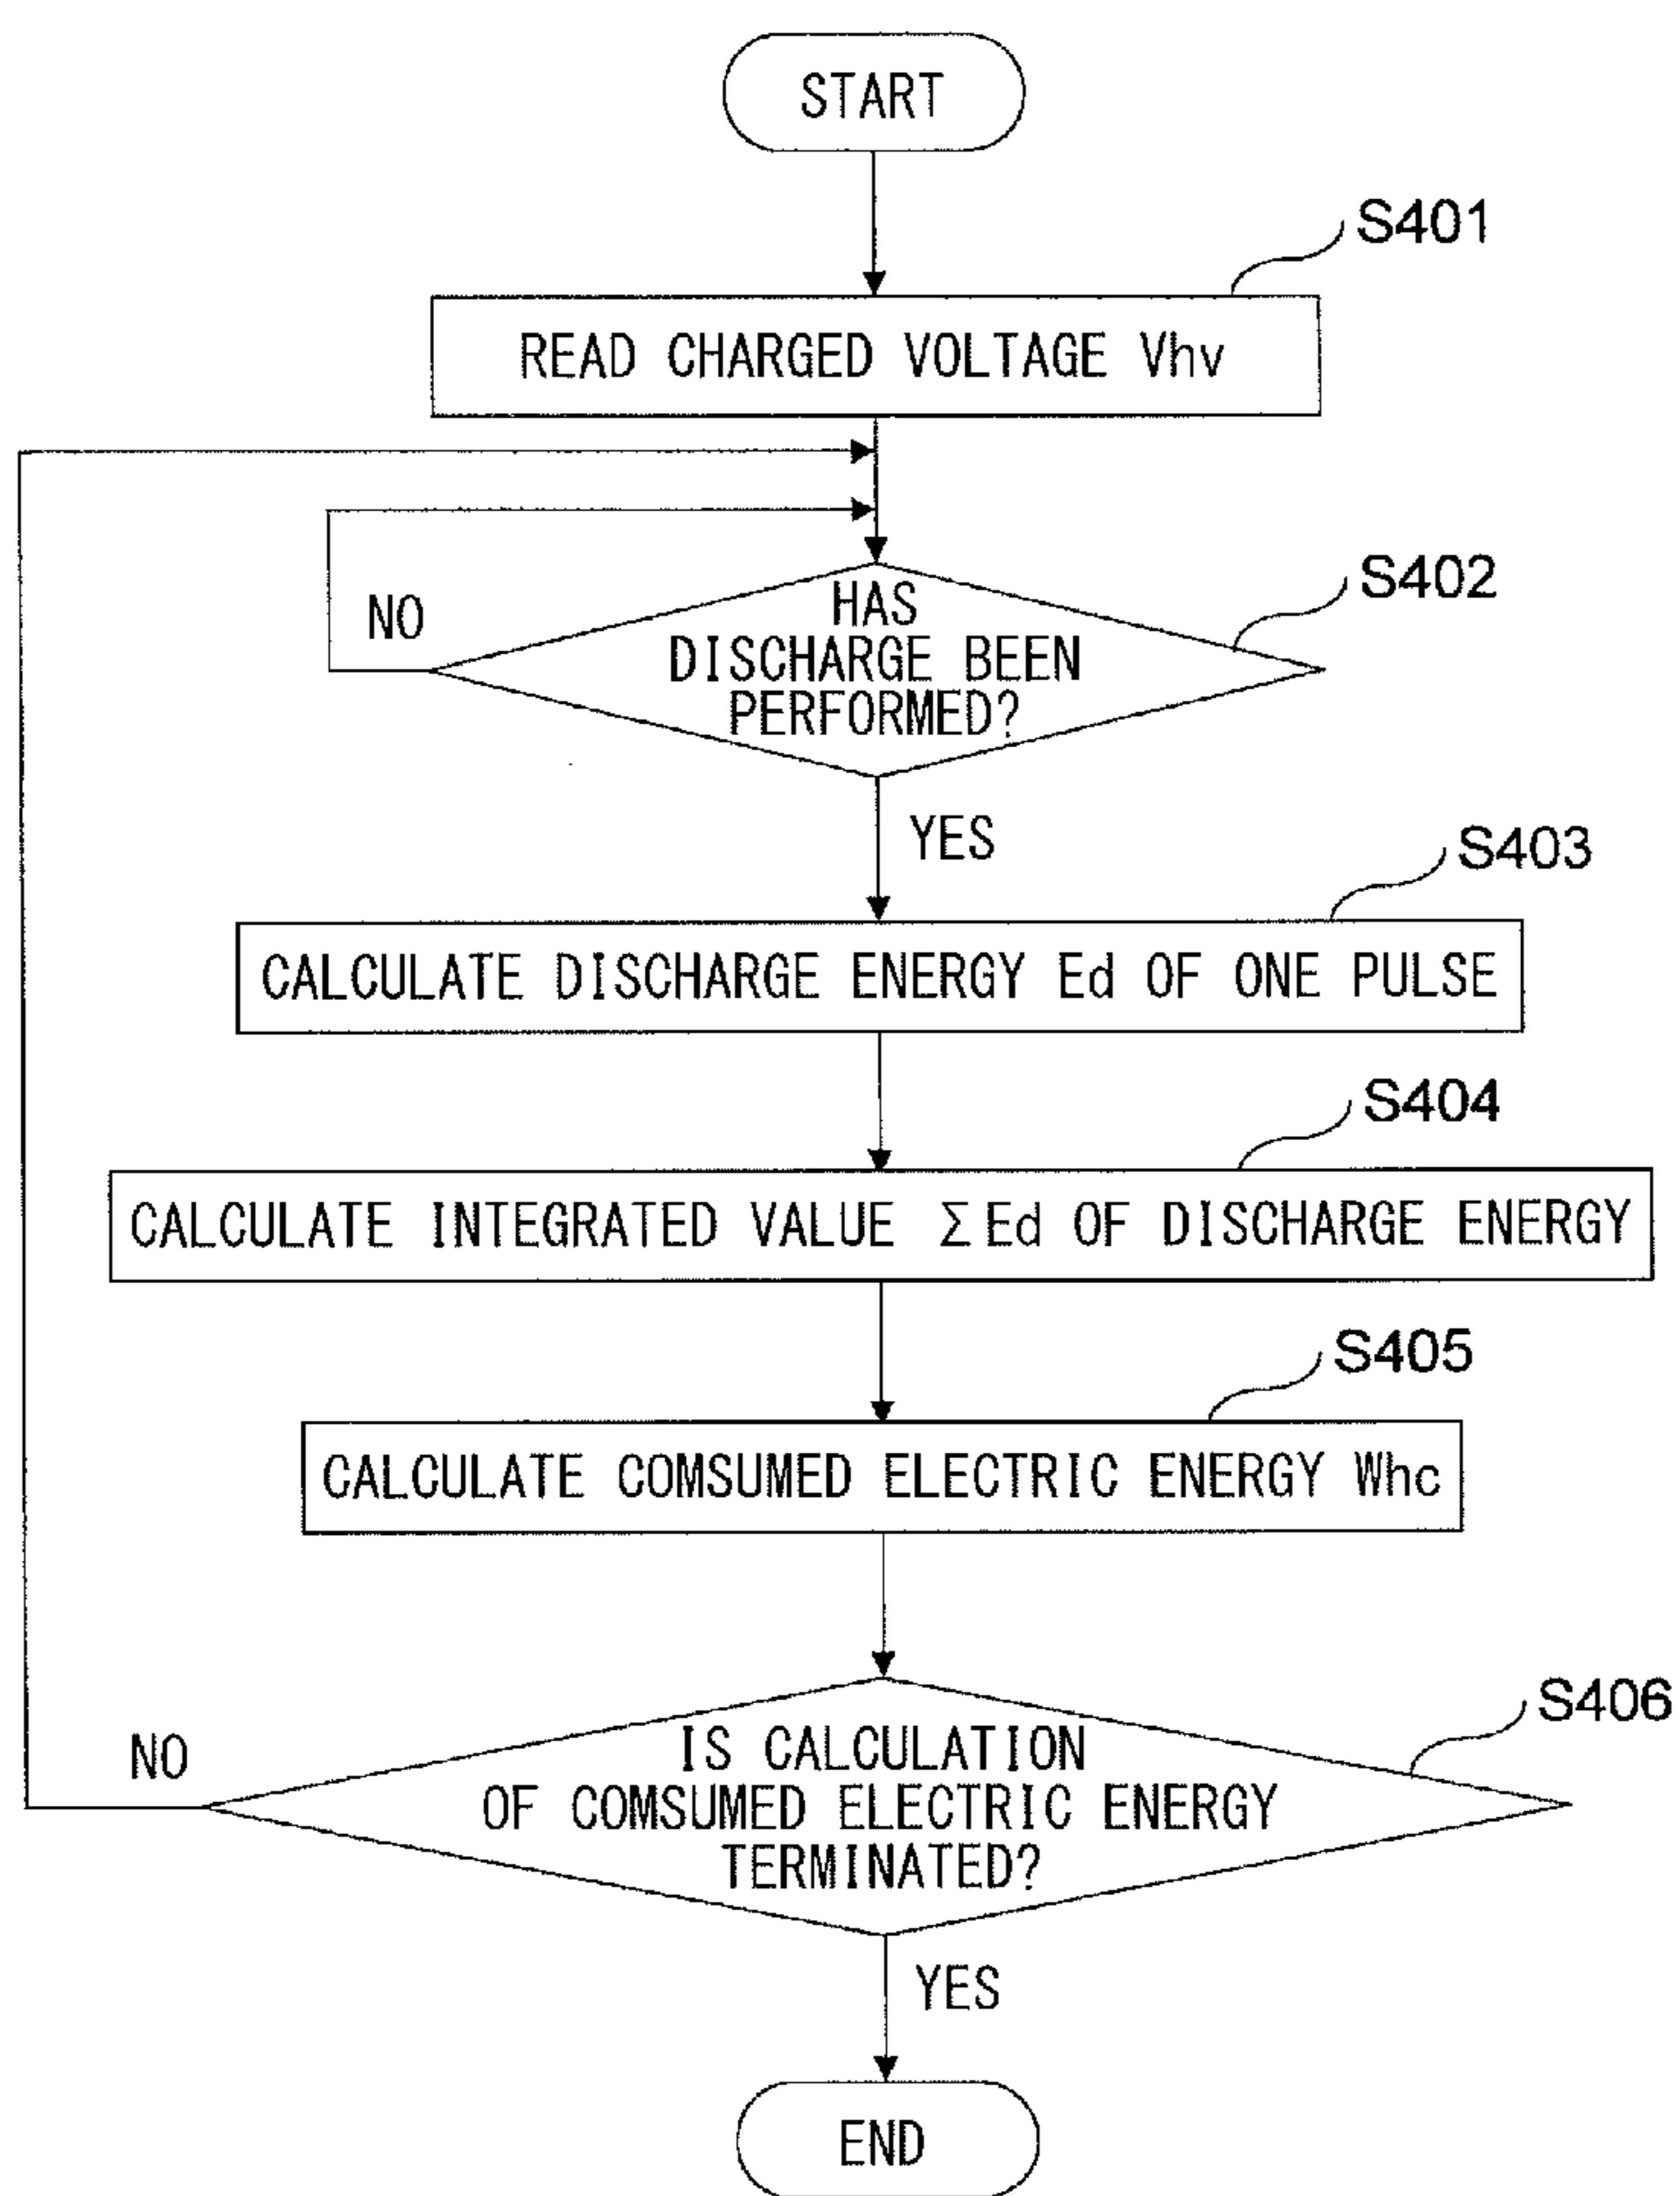 START
S401
READ CHARGED VOLTAGE Vhv
S402
NO
HAS
DISCHARGE BEEN
PERFORMED?
YES
S403
CALCULATE DISCHARGE ENERGY Ed OF ONE PULSE
S404
CALCULATE INTEGRATED VALUE ΣEd OF DISCHARGE ENERGY
S405
CALCULATE COMSUMED ELECTRIC ENERGY Whc
S406
NO
IS CALCULATION
OF COMSUMED ELECTRIC ENERGY
TERMINATED?
YES
END